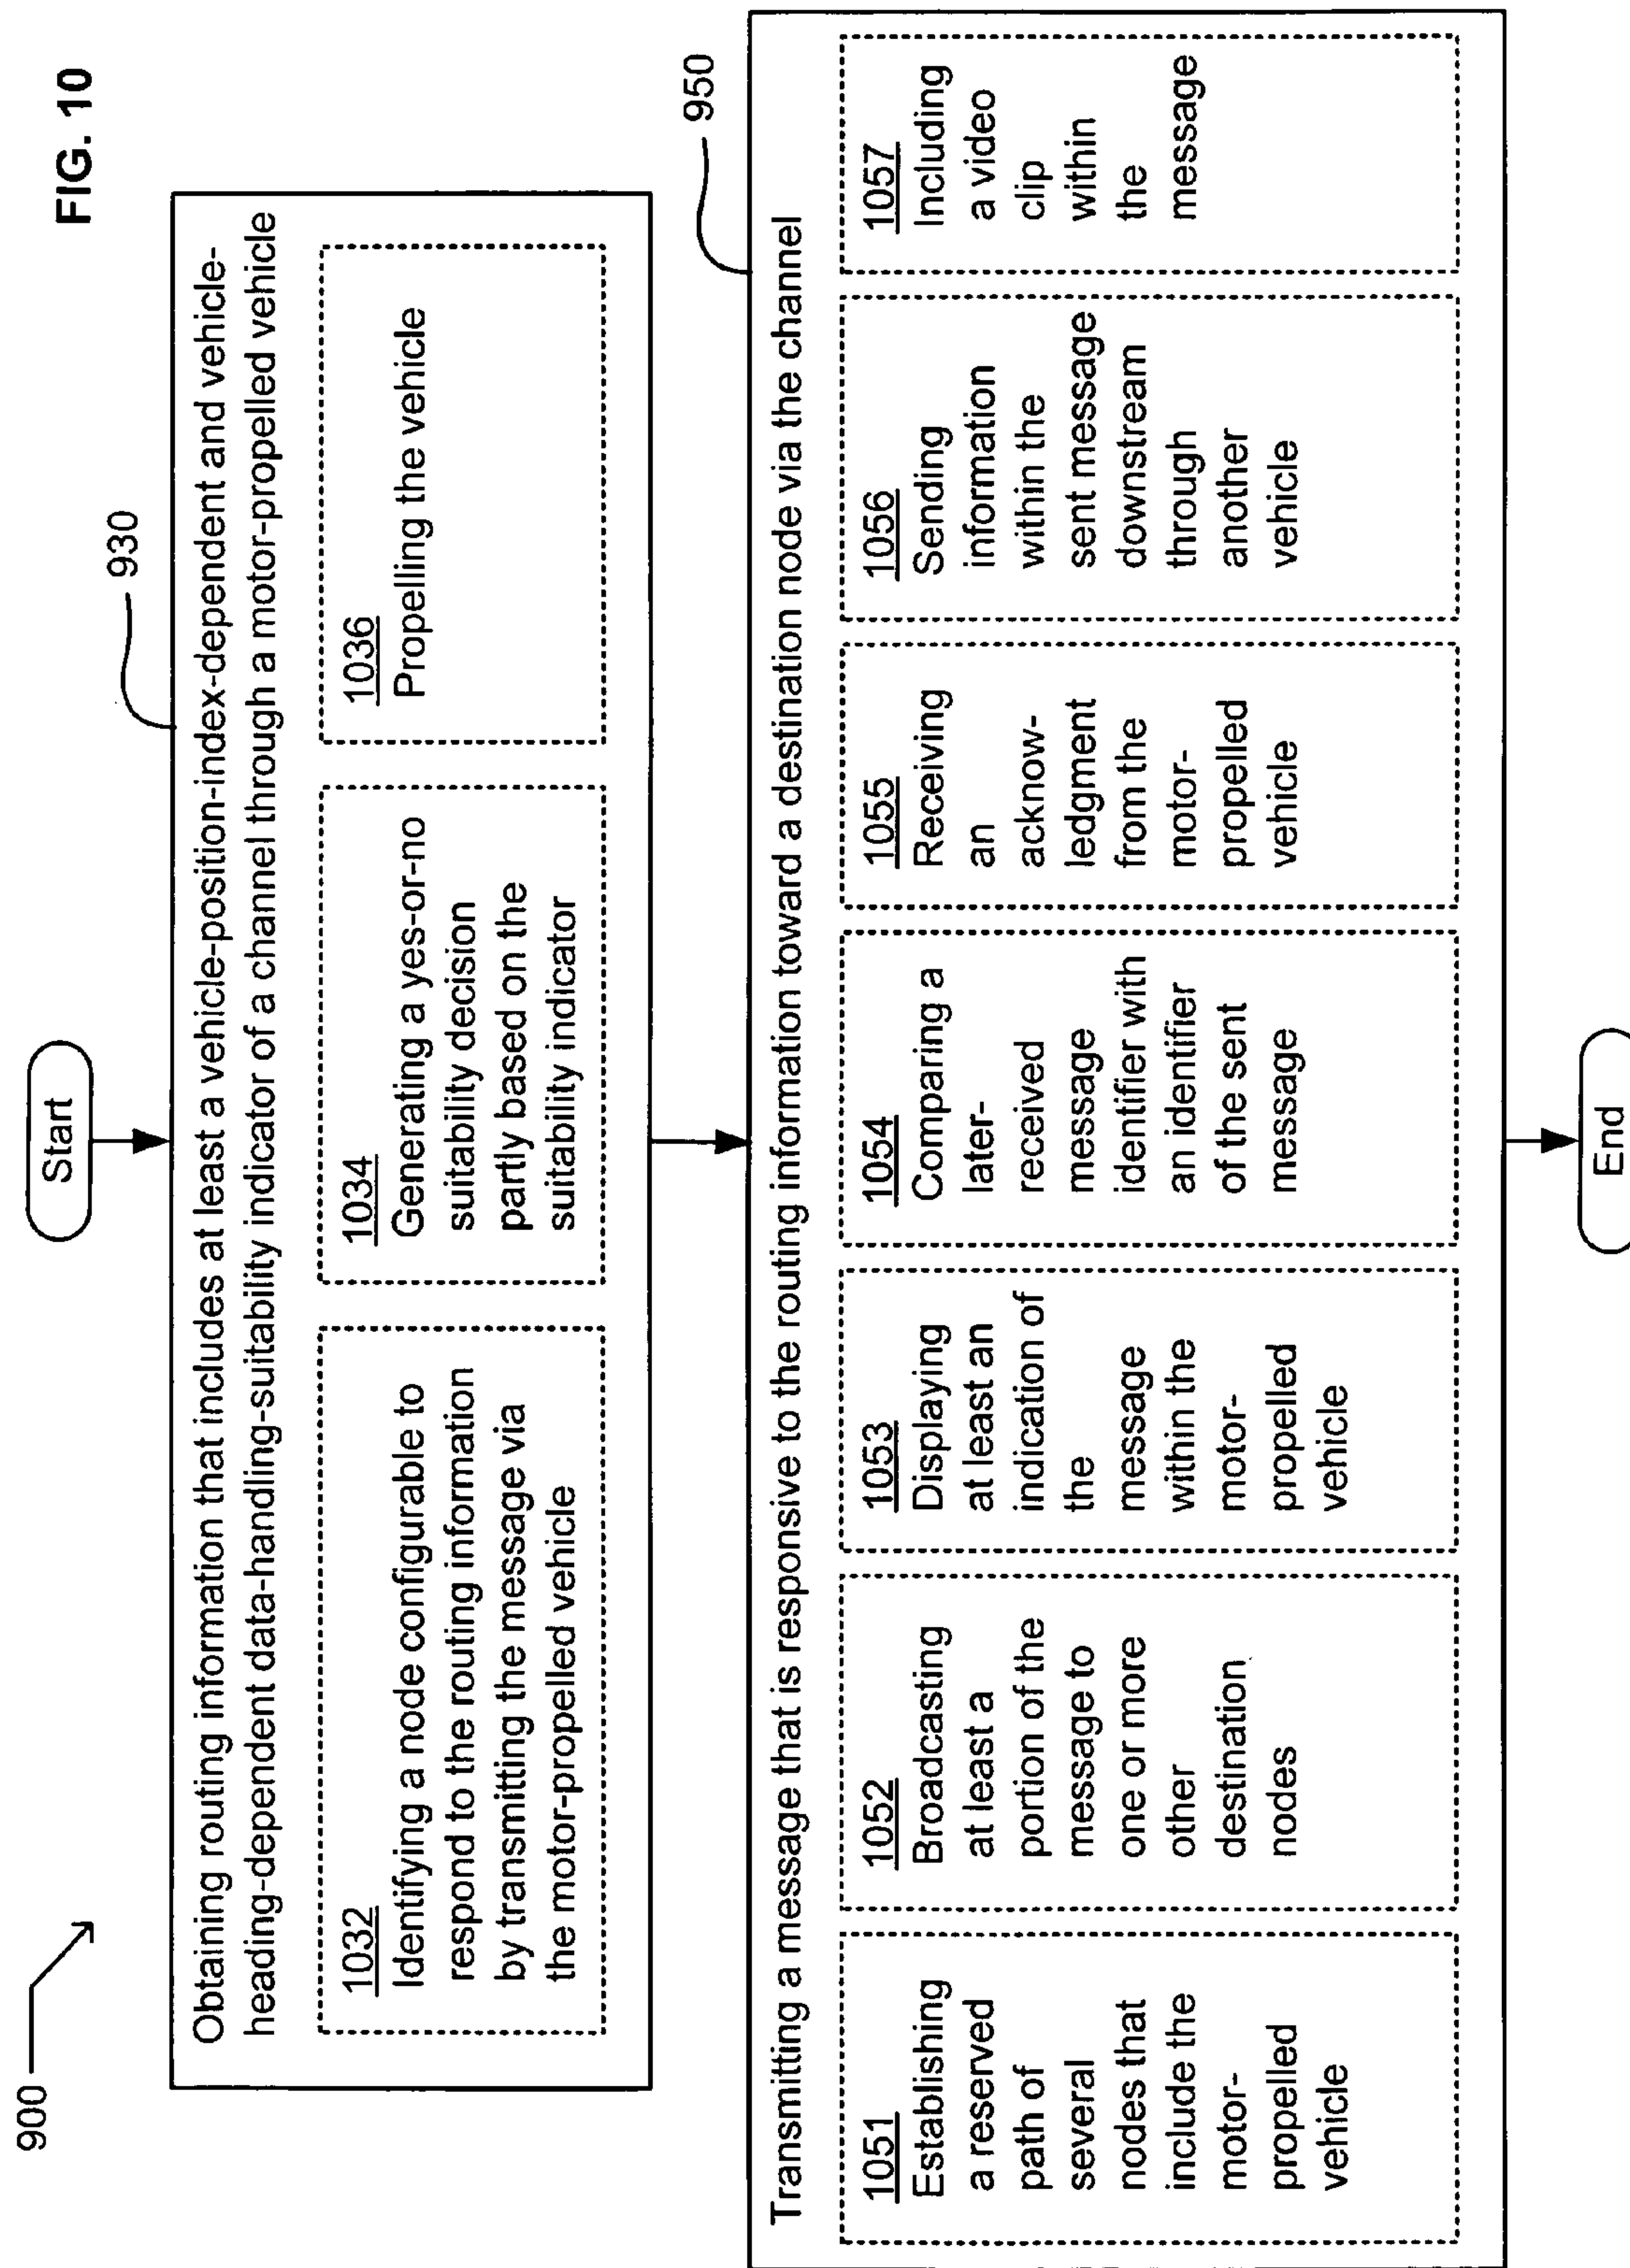 900
FIG. 10
Start
930
Obtaining routing information that includes at least a vehicle-position-index-dependent and vehicle-
heading-dependent data-handling-suitability indicator of a channel through a motor-propelled vehicle
1032
Identifying a node configurable to
respond to the routing information
by transmitting the message via
the motor-propelled vehicle
1034
Generating a yes-or-no
suitability decision
partly based on the
suitability indicator
1036
Propelling the vehicle
950
Transmitting a message that is responsive to the routing information toward a destination node via the channel
1051
Establishing
a reserved
path of
several
nodes that
include the
motor-
propelled
vehicle
1052
Broadcasting
at least a
portion of the
message to
one or more
other
destination
nodes
1053
Displaying
at least an
indication of
the
message
within the
motor-
propelled
vehicle
1054
Comparing a
later-
received
message
identifier with
an identifier
of the sent
message
1055
Receiving
an
acknow-
ledgment
from the
motor-
propelled
vehicle
1056
Sending
information
within the
sent message
downstream
through
another
vehicle
1057
Including
a video
clip
within
the
message
End